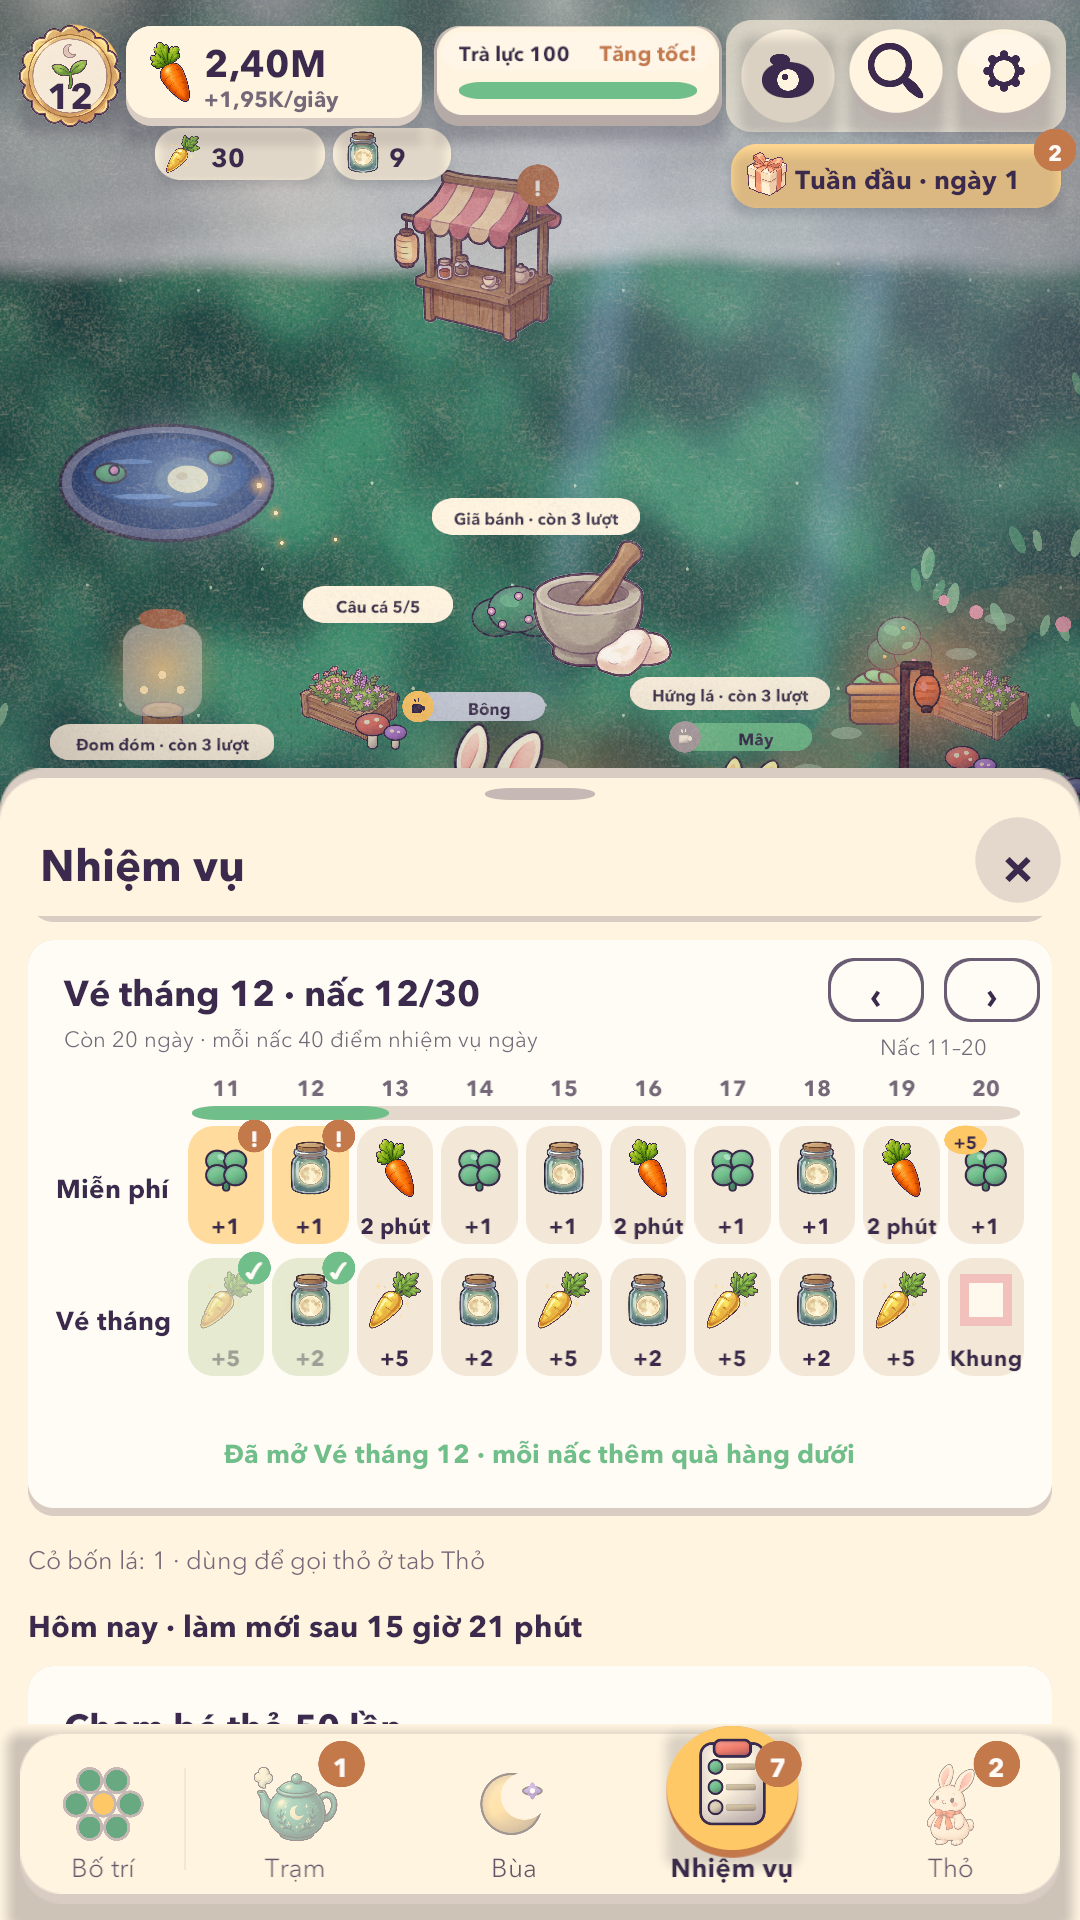 12
2,40M
+1,95K/giây
Trà lực 100 Tăng tốc!
30
9
2
Tuần đầu · ngày 1
!
Giã bánh · còn 3 lượt
Câu cá 5/5
Hứng lá · còn 3 lượt
Bông
Mây
Đom đóm · còn 3 lượt
Nhiệm vụ
×
Vé tháng 12 · nấc 12/30
‹ ›
Còn 20 ngày · mỗi nấc 40 điểm nhiệm vụ ngày
Nấc 11–20
11 12 13 14 15 16 17 18 19 20
! ! +5
Miễn phí
+1 +1 2 phút +1 +1 2 phút +1 +1 2 phút +1
Vé tháng
+5 +2 +5 +2 +5 +2 +5 +2 +5 Khung
Đã mở Vé tháng 12 · mỗi nấc thêm quà hàng dưới
Cỏ bốn lá: 1 · dùng để gọi thỏ ở tab Thỏ
Hôm nay · làm mới sau 15 giờ 21 phút
Chạm bé thỏ 50 lần
1 7 2
Bố trí Trạm Bùa Nhiệm vụ Thỏ